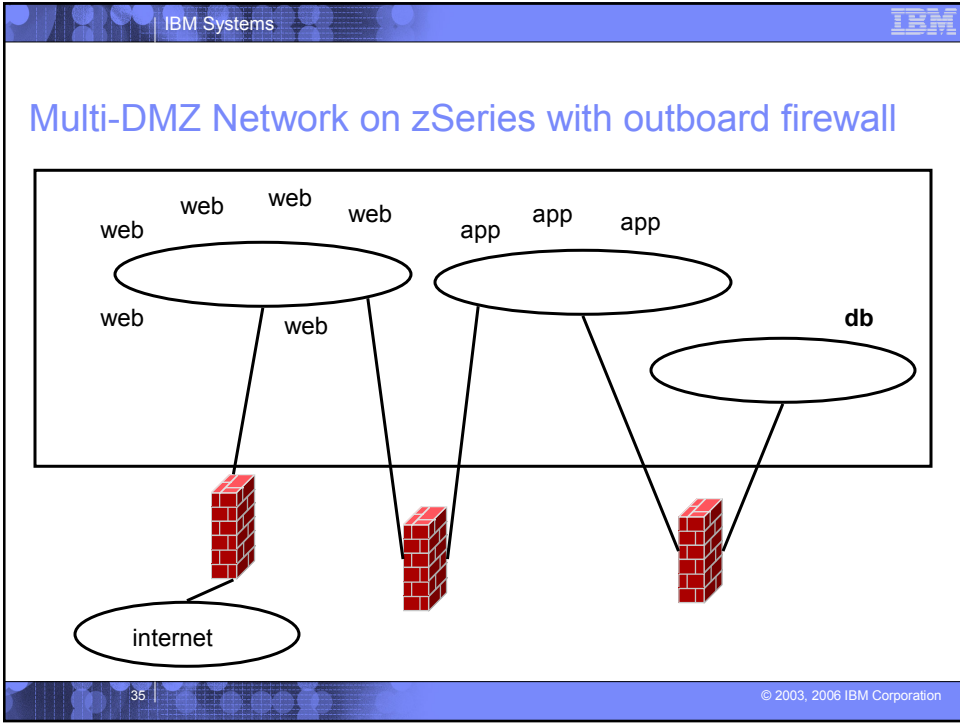 IBM Systems
IBM
Multi-DMZ Network on zSeries with outboard firewall
web
web
web
web
app
app
app
web
web
db
internet
35
© 2003, 2006 IBM Corporation